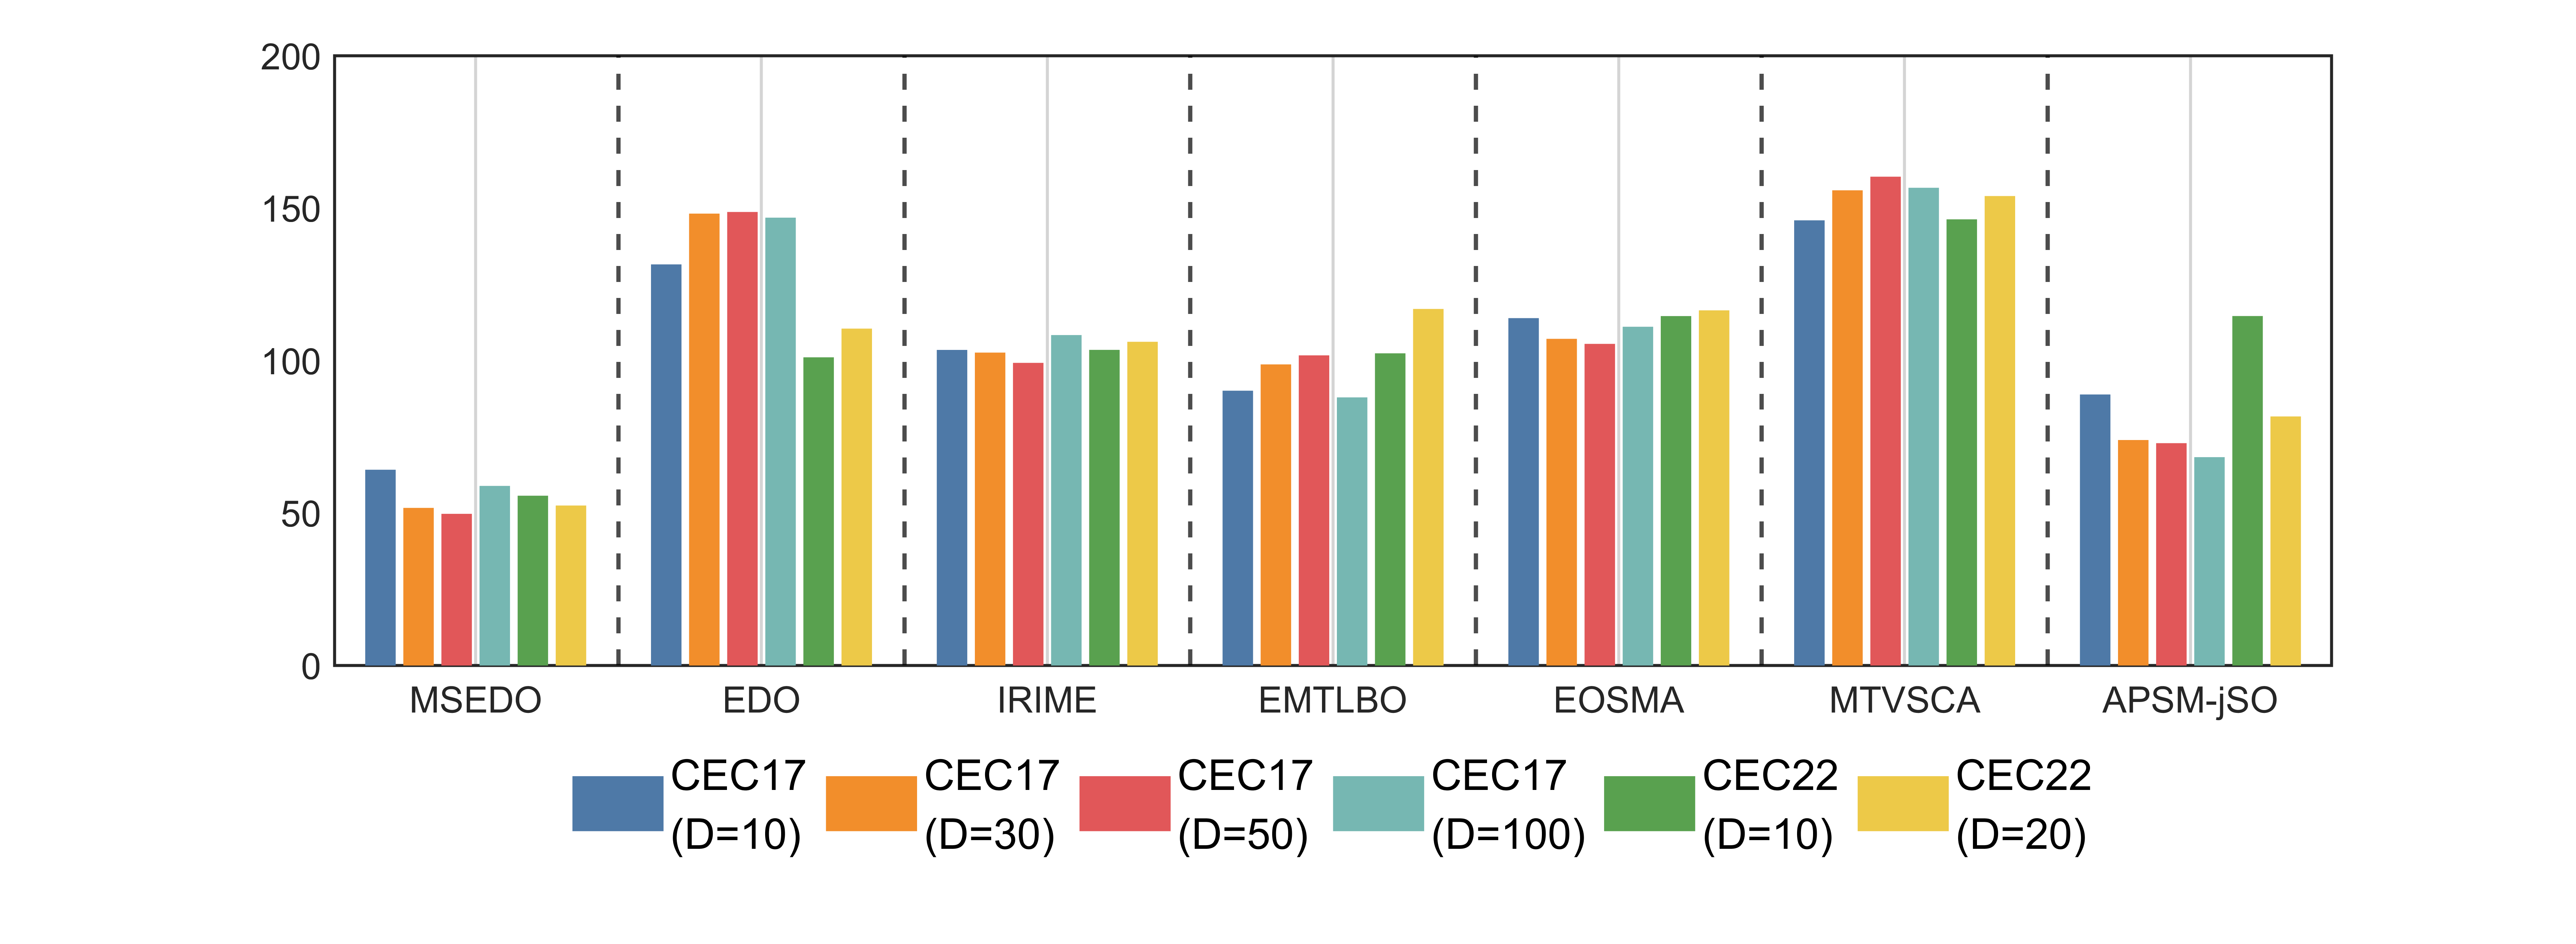 200
150
100
50
0
MSEDO EDO IRIME EMTLBO EOSMA MTVSCA APSM-jSO
CEC17 CEC17 CEC17 CEC17 CEC22 CEC22
(D=10) (D=30) (D=50) (D=100) (D=10) (D=20)